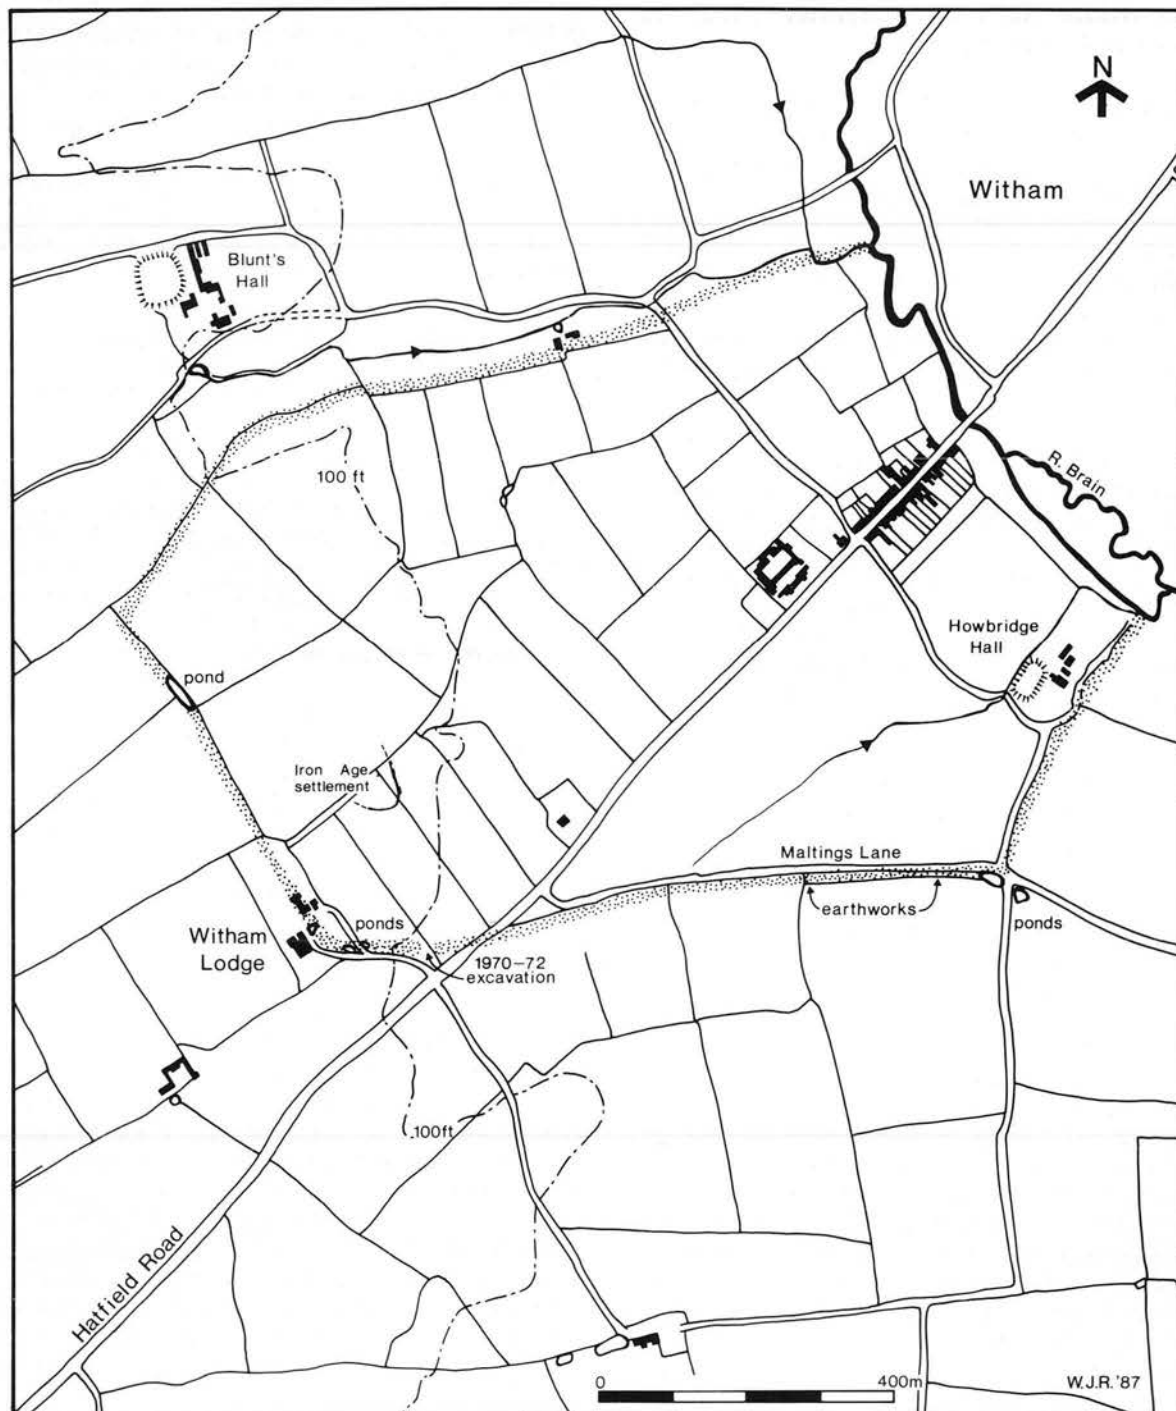 N
Witham
Blunt's
Hall
100 ft
R. Brain
Howbridge
Hall
pond
Iron Age
settlement
Maltings Lane
earthworks
ponds
ponds
Witham
Lodge
1970–72
excavation
100ft
Hatfield Road
0
400m
W.J.R.'87